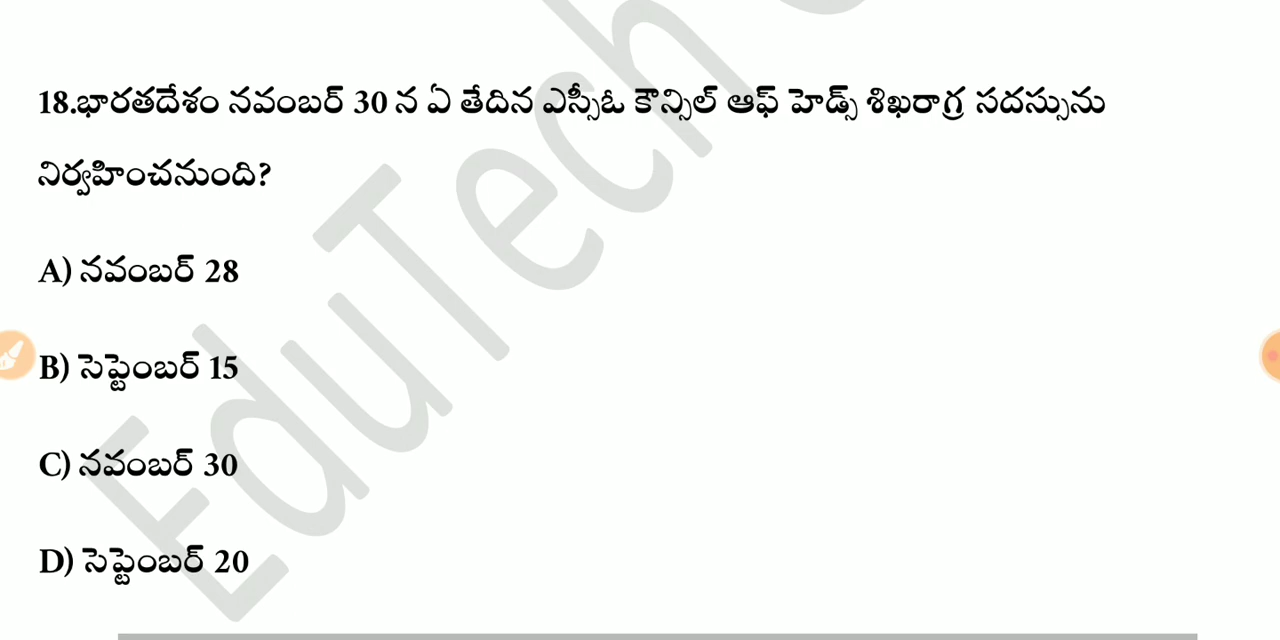 18.భారతదేశం నవంబర్ 30 న ఏ తేదిన ఎస్సీఓ కౌన్సిల్ ఆఫ్ హెడ్స్ శిఖరాగ్ర సదస్సును
నిర్వహించనుంది?
A) నవంబర్ 28
B) సెప్టెంబర్ 15
C) నవంబర్ 30
D) సెప్టెంబర్ 20
EduTech